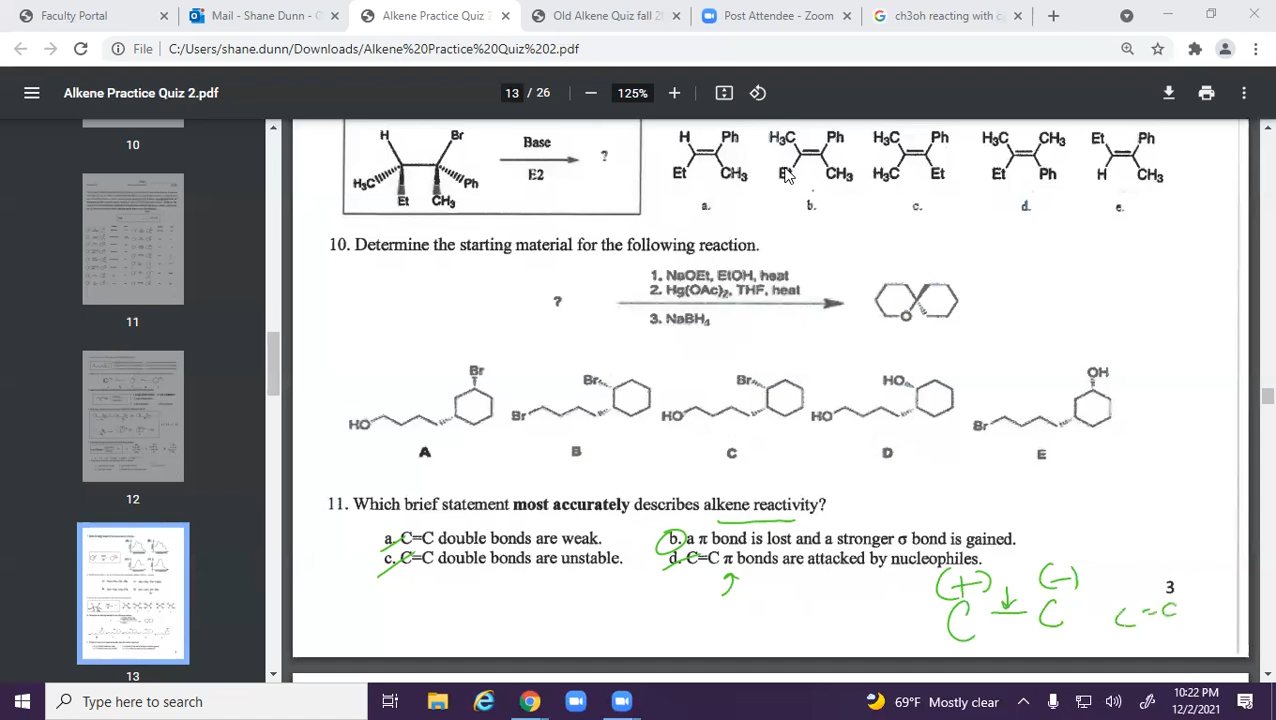 Faculty Portal
Mail - Shane Dunn - O
Alkene Practice Quiz 2
Old Alkene Quiz fall 2
Post Attendee - Zoom
ch3oh reacting with c
File
C:/Users/shane.dunn/Downloads/Alkene%20Practice%20Quiz%202.pdf
Alkene Practice Quiz 2.pdf
13 / 26
125%
10
11
12
13
H Br
H3C Et CH3 Ph
Base
E2
?
H Ph
Et CH3
a.
H3C Ph
Et CH3
b.
H3C Ph
H3C Et
c.
H3C CH3
Et Ph
d.
Et Ph
H CH3
e.
10. Determine the starting material for the following reaction.
?
1. NaOEt, EtOH, heat
2. Hg(OAc)2, THF, heat
3. NaBH4
O
HO Br
A
Br Br
B
HO Br
C
HO HO
D
Br OH
E
11. Which brief statement most accurately describes alkene reactivity?
a. C=C double bonds are weak.
b. a π bond is lost and a stronger σ bond is gained.
c. C=C double bonds are unstable.
d. C=C π bonds are attacked by nucleophiles.
(+) (-)
C C
C=C
3
Type here to search
69°F Mostly clear
10:22 PM
12/2/2021